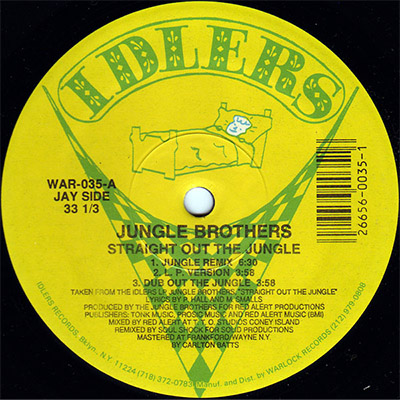 IDLERS
WAR-035-A
JAY SIDE
33 1/3
26656-0035-1
JUNGLE BROTHERS
STRAIGHT OUT THE JUNGLE
1. JUNGLE REMIX 6:30
2. L. P. VERSION 3:58
3. DUB OUT THE JUNGLE 3:58
TAKEN FROM THE IDLERS LP JUNGLE BROTHERS, "STRAIGHT OUT THE JUNGLE"
LYRICS BY P. HALL AND M. SMALLS
PRODUCED BY THE JUNGLE BROTHERS FOR RED ALERT PRODUCTIONS
PUBLISHERS: TONK MUSIC, PROSIC MUSIC AND RED ALERT MUSIC (BMI)
MIXED BY RED ALERT AT T. T. O. STUDIOS CONEY ISLAND
REMIXED BY SOUL SHOCK FOR SOLID PRODUCTIONS
MASTERED AT FRANKFORD/WAYNE N.Y.
BY CARLTON BATTS
IDLERS RECORDS, Bklyn., N.Y. 11224 (718) 372-0783 Manuf. and Dist. by WARLOCK RECORDS (212) 979-0808